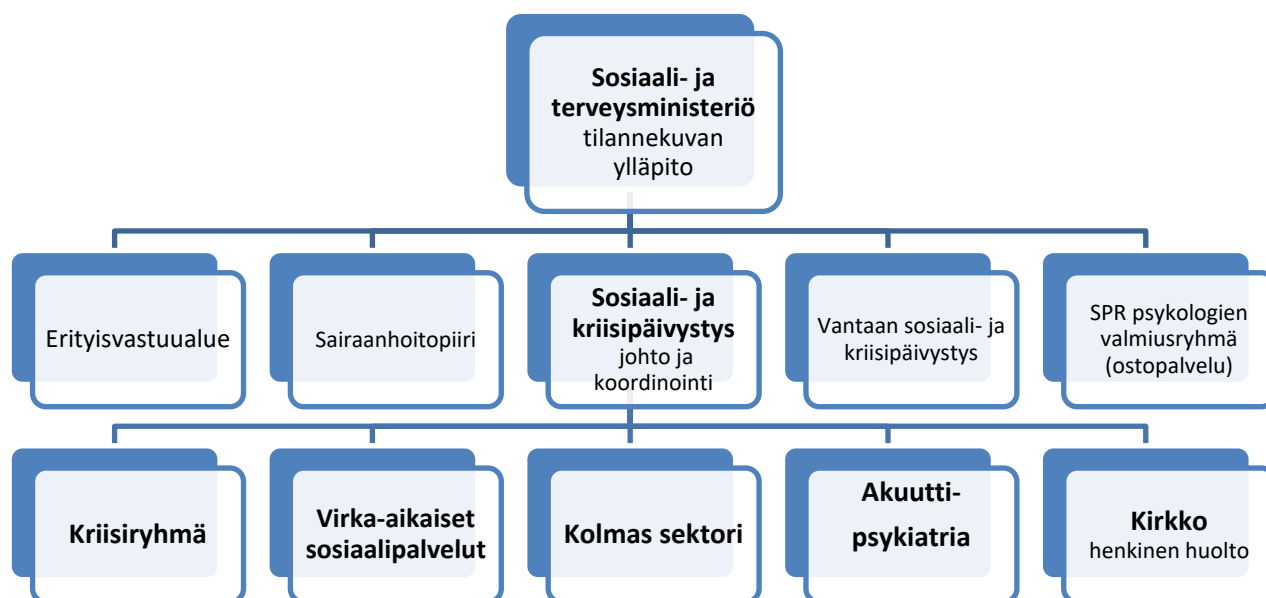 Sosiaali- ja
terveysministeriö
tilannekuvan
ylläpito
Erityisvastuualue
Sairaanhoitopiiri
Sosiaali- ja
kriisipäivystys
johto ja
koordinointi
Vantaan sosiaali- ja
kriisipäivystys
SPR psykologien
valmiusryhmä
(ostopalvelu)
Kriisiryhmä
Virka-aikaiset
sosiaalipalvelut
Kolmas sektori
Akuutti-
psykiatria
Kirkko
henkinen huolto